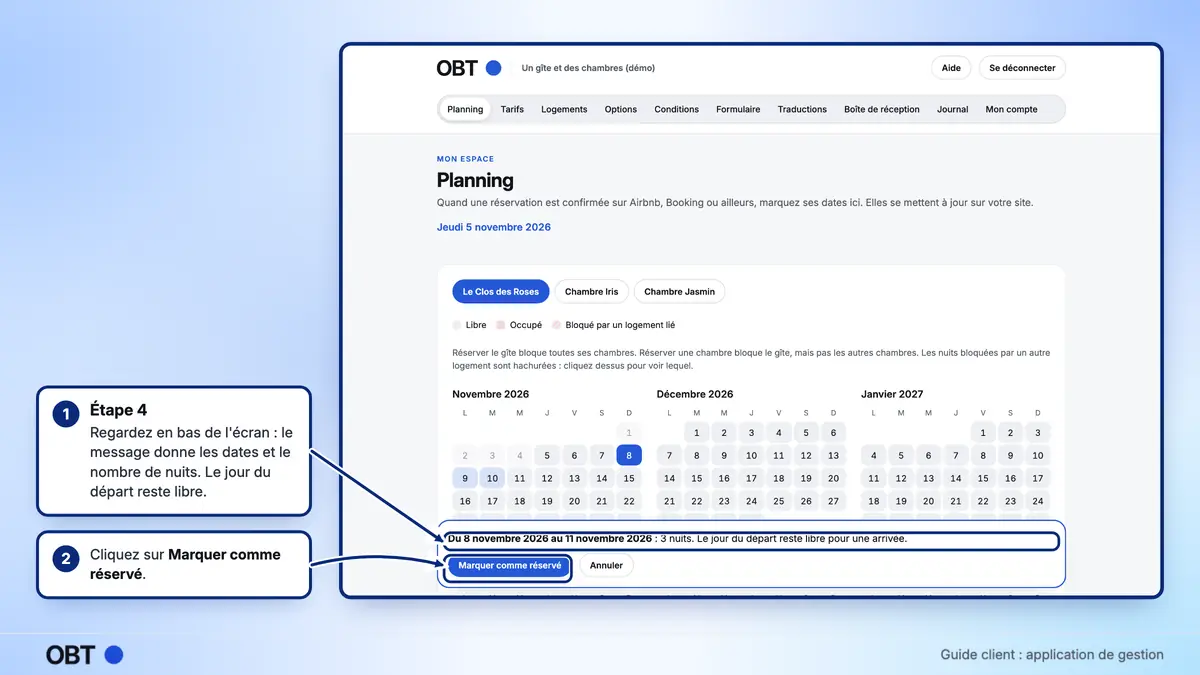 OBT
Un gîte et des chambres (démo)
Aide
Se déconnecter
Planning Tarifs Logements Options Conditions Formulaire Traductions Boîte de réception Journal Mon compte
MON ESPACE
Planning
Quand une réservation est confirmée sur Airbnb, Booking ou ailleurs, marquez ses dates ici. Elles se mettent à jour sur votre site.
Jeudi 5 novembre 2026
Le Clos des Roses Chambre Iris Chambre Jasmin
Libre Occupé Bloqué par un logement lié
Réserver le gîte bloque toutes ses chambres. Réserver une chambre bloque le gîte, mais pas les autres chambres. Les nuits bloquées par un autre
logement sont hachurées : cliquez dessus pour voir lequel.
Novembre 2026
L M M J V S D
1
2 3 4 5 6 7 8
9 10 11 12 13 14 15
16 17 18 19 20 21 22
Décembre 2026
L M M J V S D
1 2 3 4 5 6
7 8 9 10 11 12 13
14 15 16 17 18 19 20
21 22 23 24 25 26 27
Janvier 2027
L M M J V S D
1 2 3
4 5 6 7 8 9 10
11 12 13 14 15 16 17
18 19 20 21 22 23 24
Du 8 novembre 2026 au 11 novembre 2026 : 3 nuits. Le jour du départ reste libre pour une arrivée.
Marquer comme réservé Annuler
1
Étape 4
Regardez en bas de l'écran : le
message donne les dates et le
nombre de nuits. Le jour du
départ reste libre.
2
Cliquez sur Marquer comme
réservé.
OBT
Guide client : application de gestion